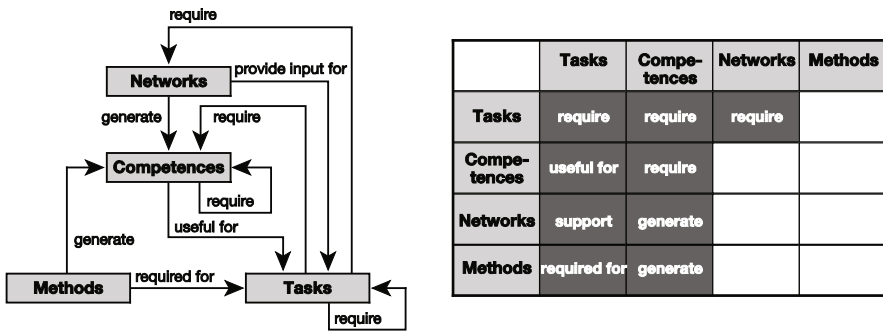 require
Networks
provide input for
generate
require
Competences
require
useful for
generate
Methods
required for
Tasks
require
Tasks
Compe-
tences
Networks
Methods
Tasks
require
require
require
Compe-
tences
useful for
require
Networks
support
generate
Methods
required for
generate